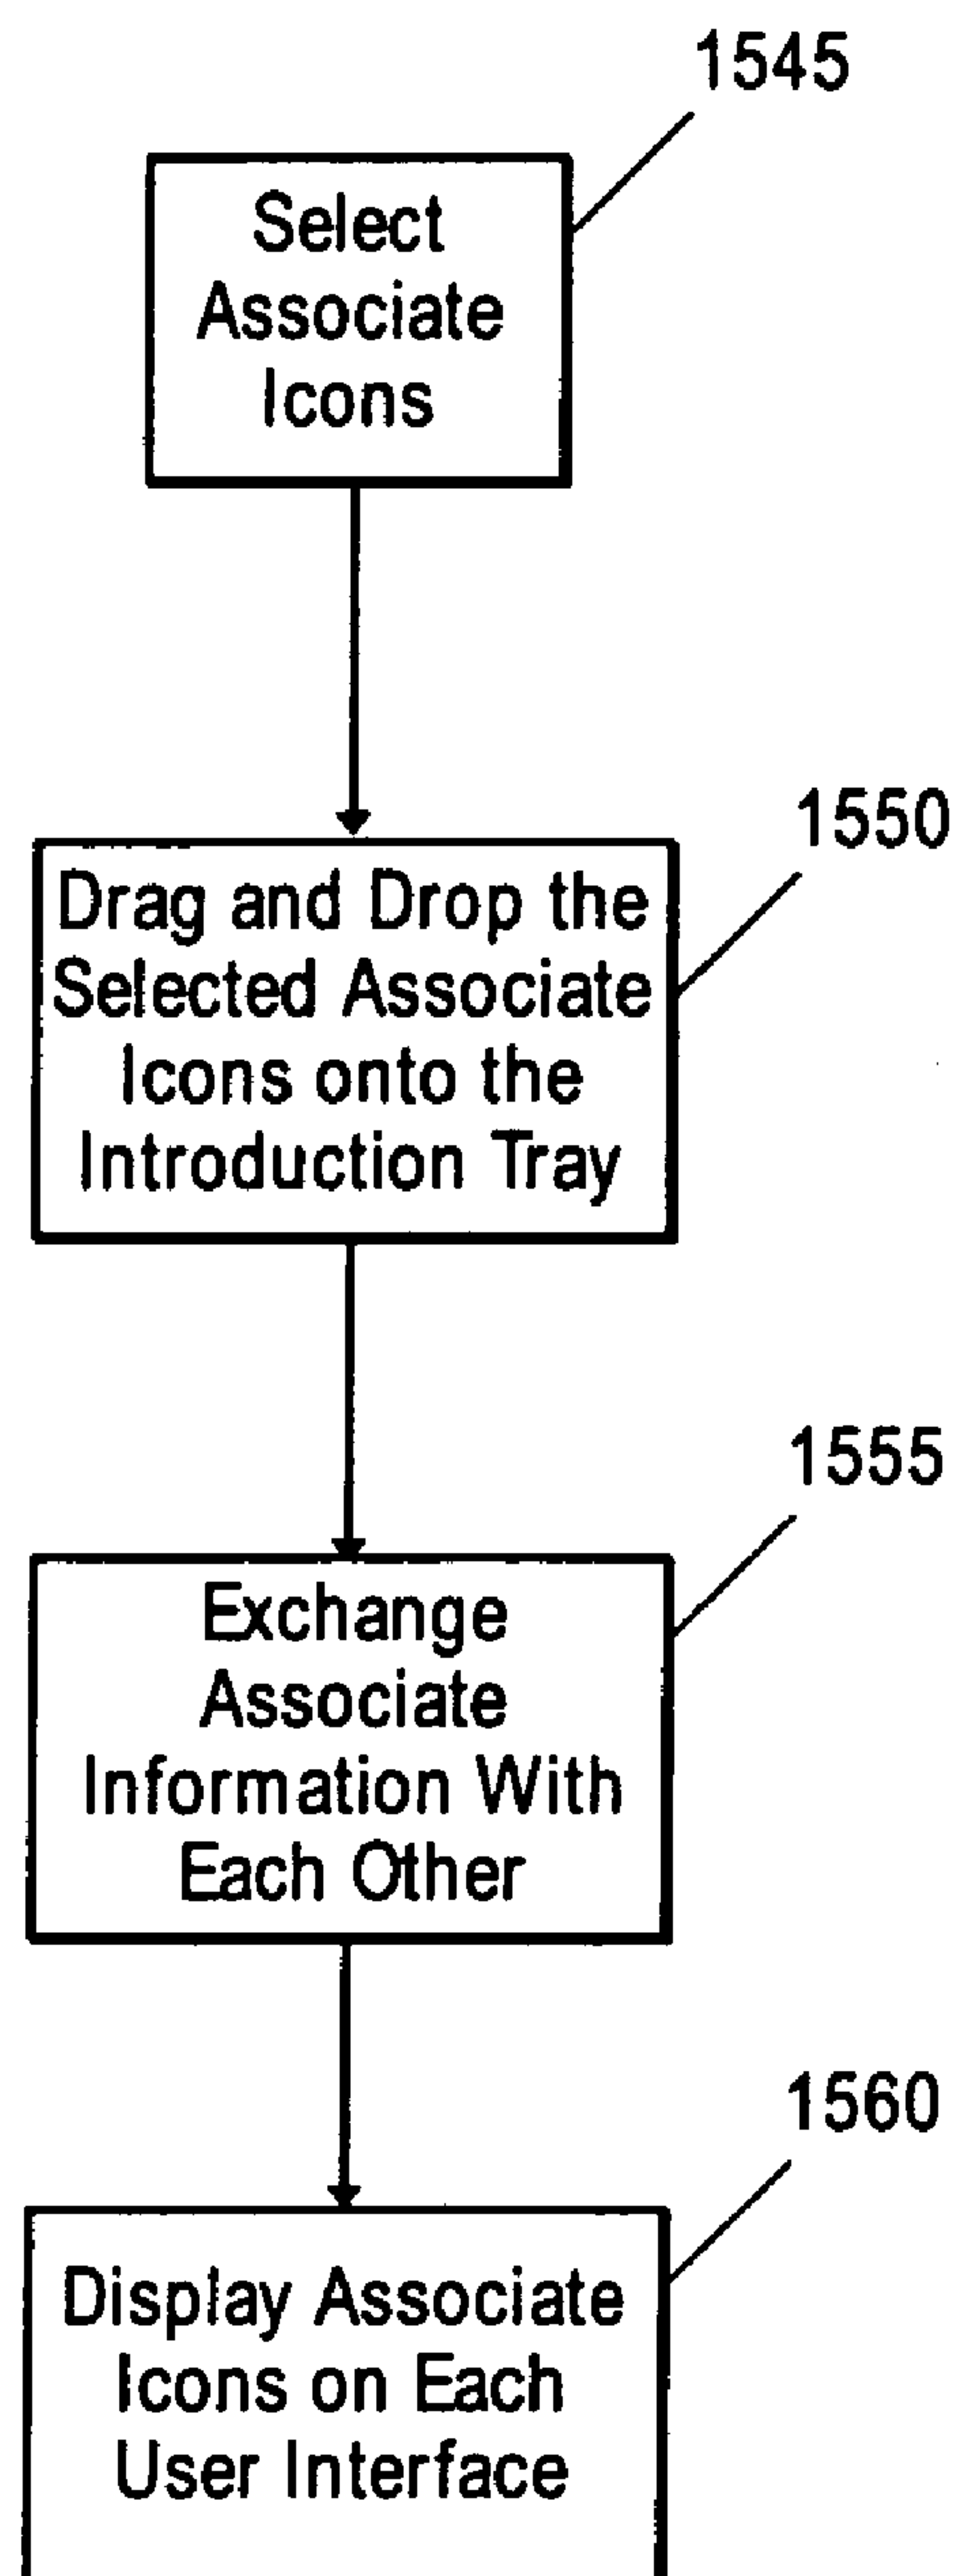 1545
Select
Associate
Icons
1550
Drag and Drop the
Selected Associate
Icons onto the
Introduction Tray
1555
Exchange
Associate
Information With
Each Other
1560
Display Associate
Icons on Each
User Interface